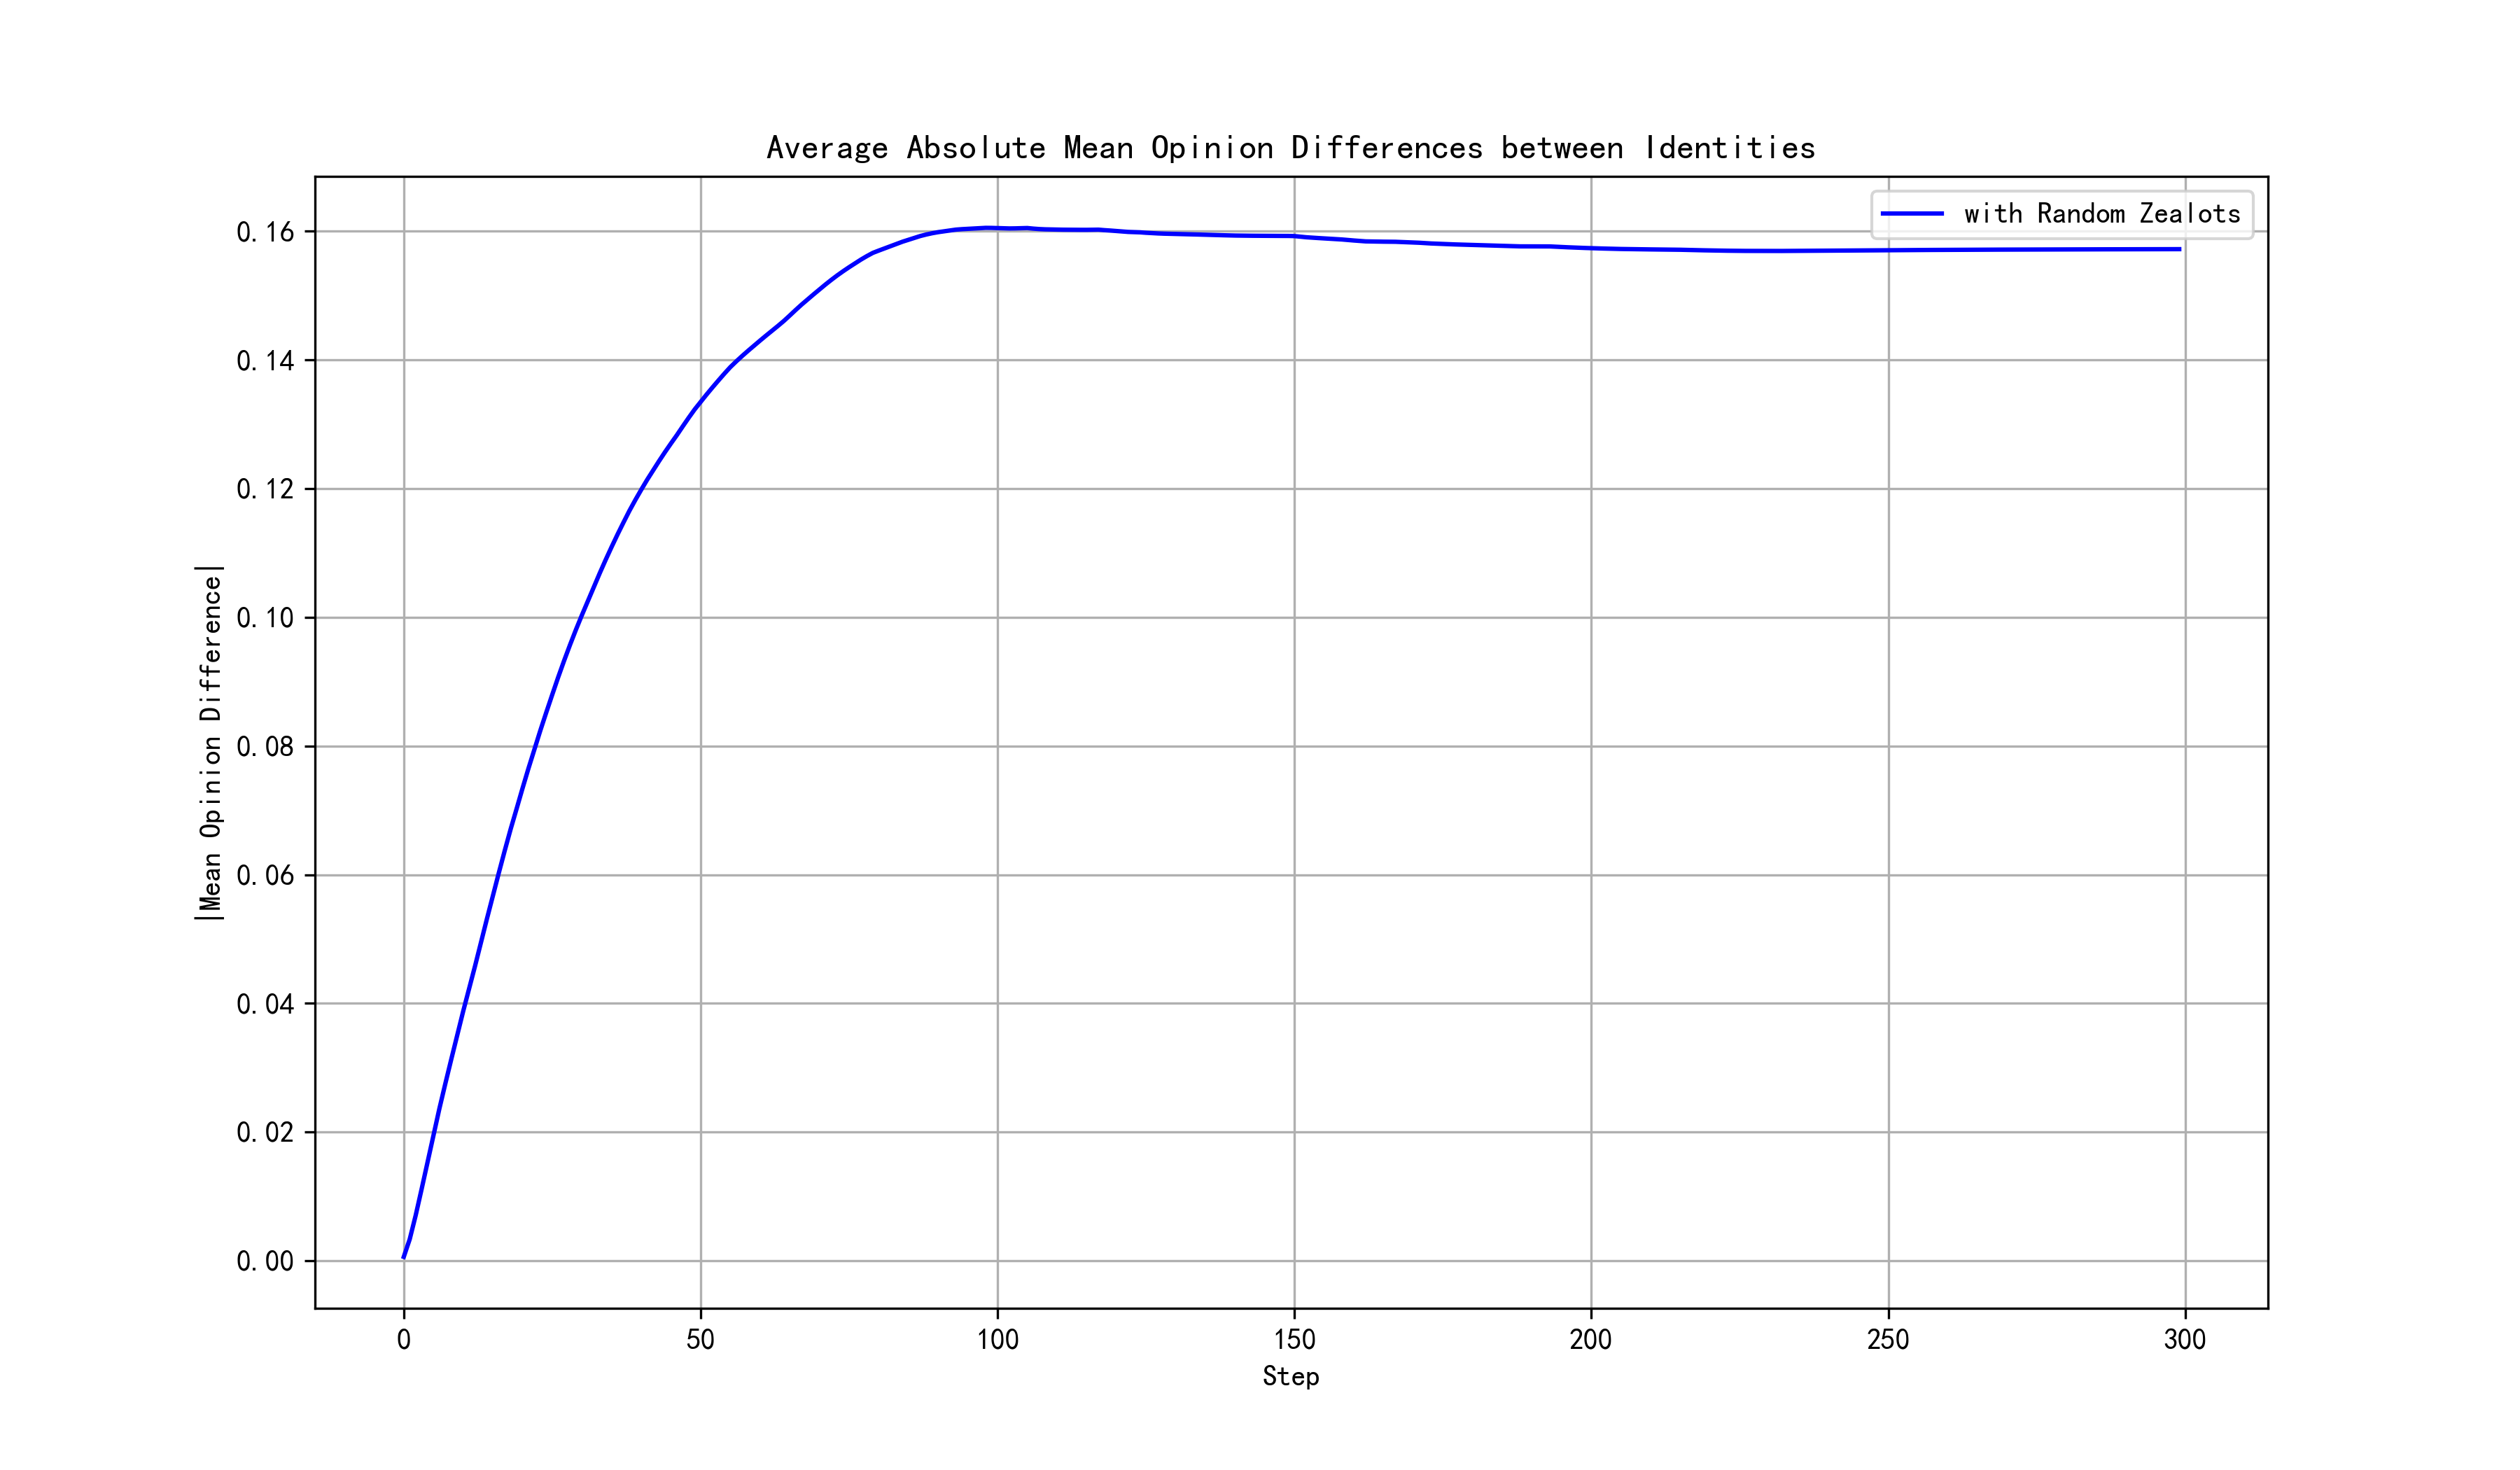 Average Absolute Mean Opinion Differences between Identities
with Random Zealots
|Mean Opinion Difference|
0.16
0.14
0.12
0.10
0.08
0.06
0.04
0.02
0.00
0 50 100 150 200 250 300
Step